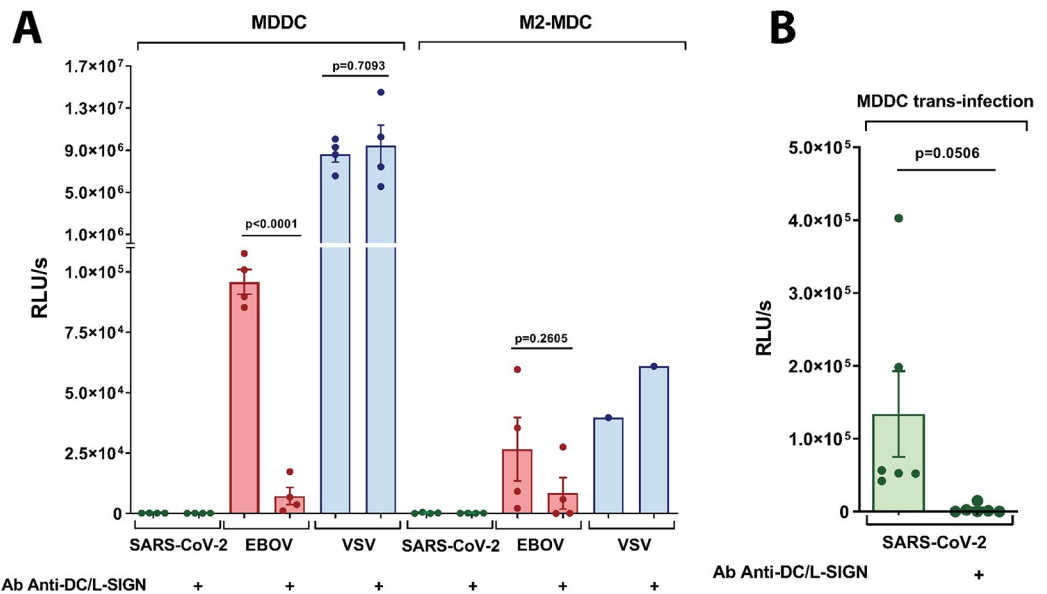 A
MDDC
M2-MDC
RLU/s
1.7×10⁷
1.3×10⁷
9.0×10⁶
5.0×10⁶
1.0×10⁶
1.0×10⁵
7.5×10⁴
5.0×10⁴
2.5×10⁴
0
p<0.0001
p=0.7093
p=0.2605
SARS-CoV-2 EBOV VSV SARS-CoV-2 EBOV VSV
Ab Anti-DC/L-SIGN + + + + + +
B
MDDC trans-infection
p=0.0506
RLU/s
5.0×10⁵
4.0×10⁵
3.0×10⁵
2.0×10⁵
1.0×10⁵
0
SARS-CoV-2
Ab Anti-DC/L-SIGN +